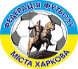 ФЕДЕРАЦІЯ ФУТБОЛУ
МІСТА ХАРКОВА